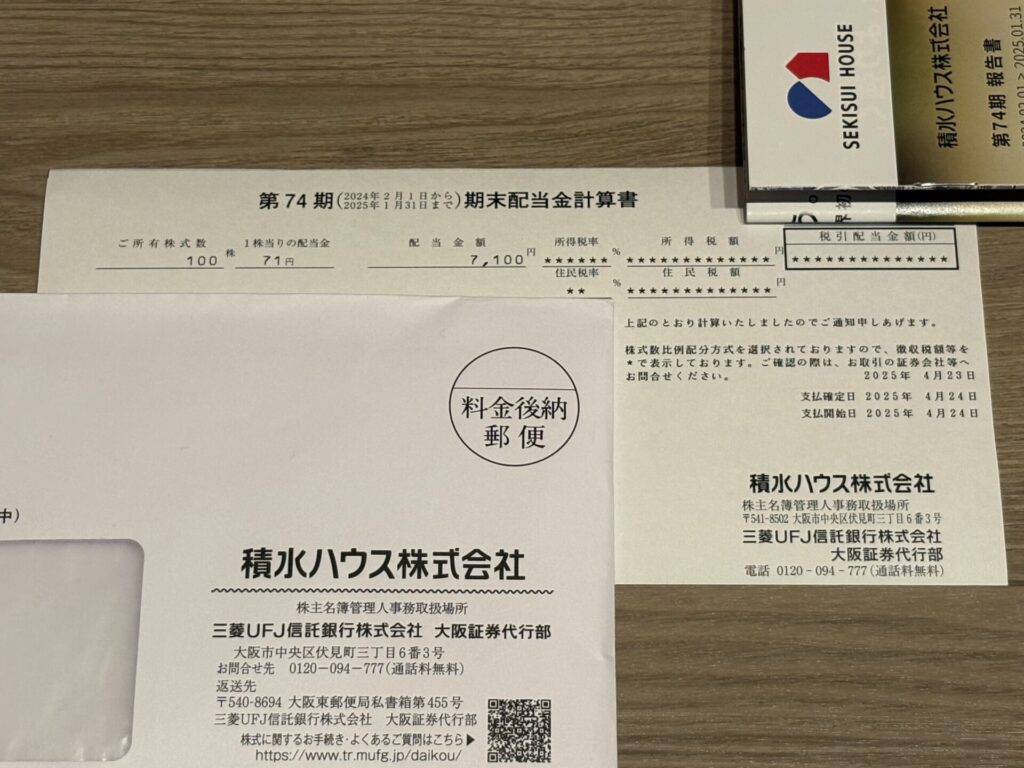 SEKISUI HOUSE
積水ハウス株式会社
第74期 報告書
2024.02.01 > 2025.01.31
第74期(2024年2月1日から
2025年1月31日まで)期末配当金計算書
ご所有株式数
100 株
1株当りの配当金
71円
配当金額
7,100 円
所得税率
****** %
所得税額
************* 円
住民税率
** %
住民税額
************* 円
税引配当金額(円)
*************
上記のとおり計算いたしましたのでご通知申しあげます。
株式数比例配分方式を選択されておりますので、徴収税額等を
*で表示しております。ご確認の際は、お取引の証券会社等へ
お問合せください。
2025年 4月23日
支払確定日 2025年 4月24日
支払開始日 2025年 4月24日
積水ハウス株式会社
株主名簿管理人事務取扱場所
〒541-8502 大阪市中央区伏見町三丁目6番3号
三菱UFJ信託銀行株式会社
大阪証券代行部
電話 0120-094-777(通話料無料)
料金後納
郵便
中)
積水ハウス株式会社
株主名簿管理人事務取扱場所
三菱UFJ信託銀行株式会社 大阪証券代行部
大阪市中央区伏見町三丁目6番3号
お問合せ先 0120-094-777(通話料無料)
返送先
〒540-8694 大阪東郵便局私書箱第455号
三菱UFJ信託銀行株式会社 大阪証券代行部
株式に関するお手続き・よくあるご質問はこちら▶
https://www.tr.mufg.jp/daikou/